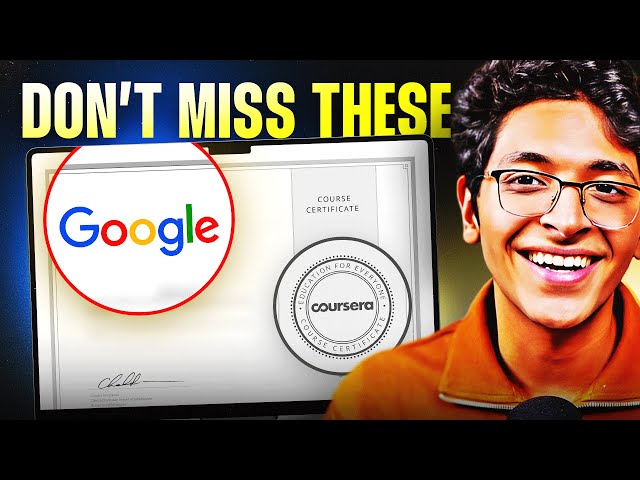 DON'T MISS THESE
Google
COURSE
CERTIFICATE
EDUCATION FOR EVERYONE
coursera
COURSE CERTIFICATE